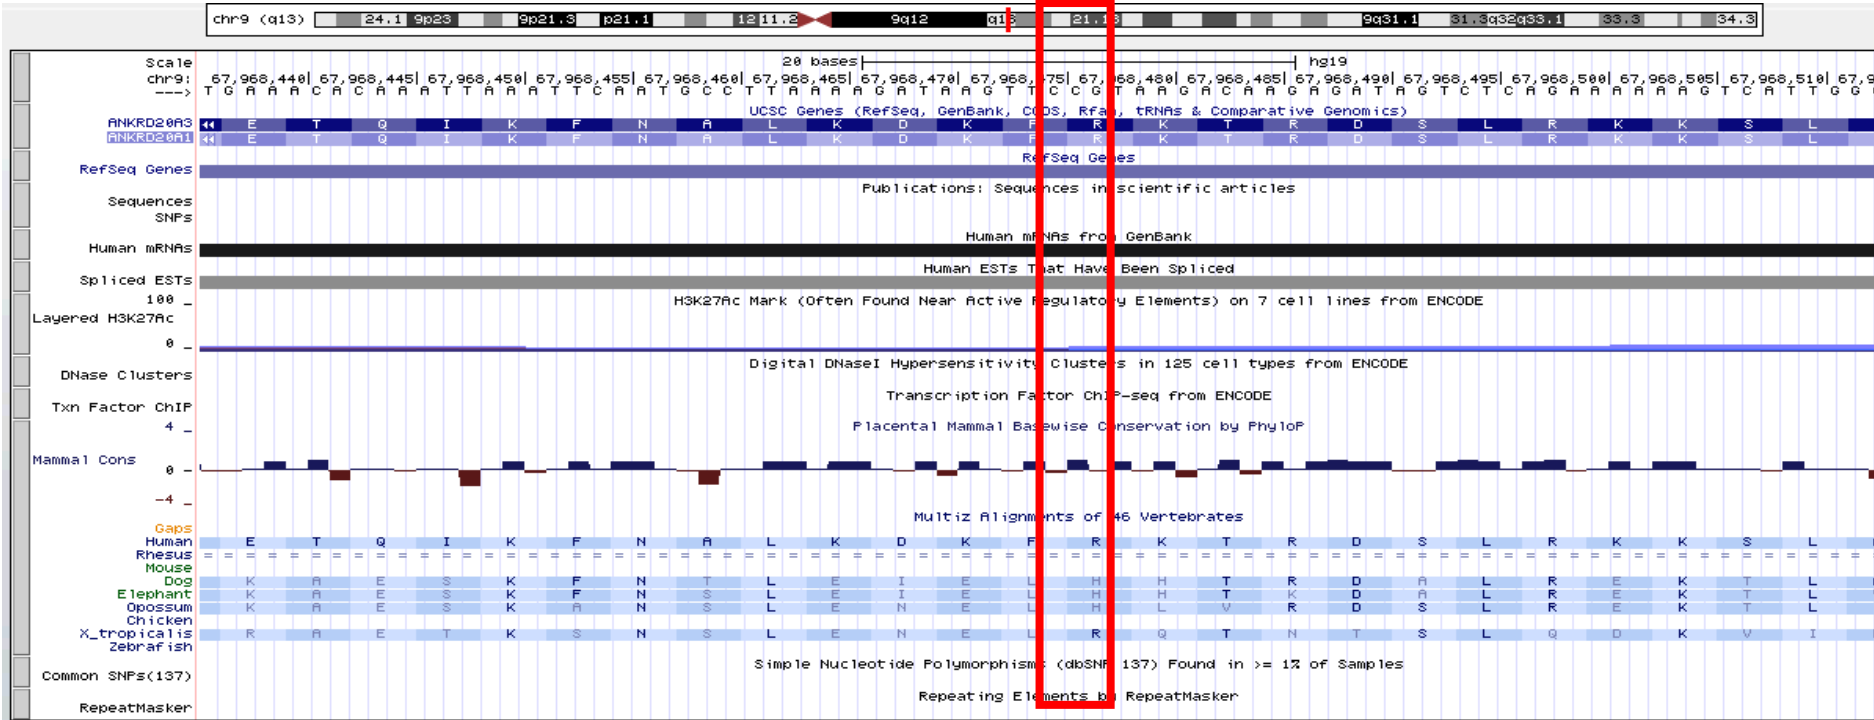 chr9 (q13) 24.1 9p23 9p21.3 p21.1 12 11.2 9q12 q13 21.13 9q31.1 31.3 q32 q33.1 33.3 34.3
Scale 20 bases hg19
chr9: 67,968,440| 67,968,445| 67,968,450| 67,968,455| 67,968,460| 67,968,465| 67,968,470| 67,968,475| 67,968,480| 67,968,485| 67,968,490| 67,968,495| 67,968,500| 67,968,505| 67,968,510| 67,9
--->
UCSC Genes (RefSeq, GenBank, CCDS, Rfam, tRNAs & Comparative Genomics)
ANKRD20A3 E T Q I K F N A L K D K F R K T R D S L R K K S L
ANKRD20A1 E T Q I K F N A L K D K F R K T R D S L R K K S L
RefSeq Genes
RefSeq Genes
Publications: Sequences in scientific articles
Sequences
SNPs
Human mRNAs from GenBank
Human mRNAs
Human ESTs That Have Been Spliced
Spliced ESTs
H3K27Ac Mark (Often Found Near Active Regulatory Elements) on 7 cell lines from ENCODE
100 _
Layered H3K27Ac
0 _
Digital DNaseI Hypersensitivity Clusters in 125 cell types from ENCODE
DNase Clusters
Transcription Factor ChIP-seq from ENCODE
Txn Factor ChIP
Placental Mammal Basewise Conservation by PhyloP
4 _
Mammal Cons
0 -
-4 _
Multiz Alignments of 46 Vertebrates
Gaps
Human E T Q I K F N A L K D K F R K T R D S L R K K S L
Rhesus = = = = = = = = = = = = = = = = = = = = = = = = =
Mouse
Dog K A E S K F N T L E I E L H H T R D A L R E K T L
Elephant K A E S K F N S L E I E L H H T K D A L R E K T L
Opossum K A E S K A N S L E N E L H L V R D S L R E K T L
Chicken
X_tropicalis R A E T K S N S L E N E L R Q T N T S L Q D K V I
Zebrafish
Simple Nucleotide Polymorphisms (dbSNP 137) Found in >= 1% of Samples
Common SNPs(137)
Repeating Elements by RepeatMasker
RepeatMasker